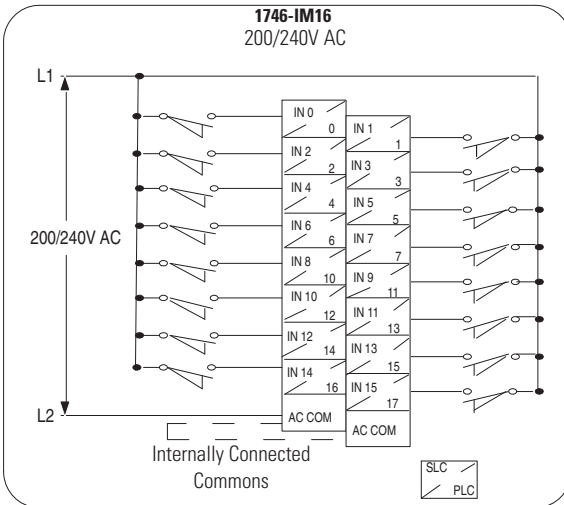 1746-IM16
200/240V AC
L1
IN 0
0
IN 1
1
IN 2
2
IN 3
3
IN 4
4
IN 5
5
IN 6
6
IN 7
7
200/240V AC
IN 8
10
IN 9
11
IN 10
12
IN 11
13
IN 12
14
IN 13
15
IN 14
16
IN 15
17
L2
AC COM
AC COM
Internally Connected
Commons
SLC
PLC